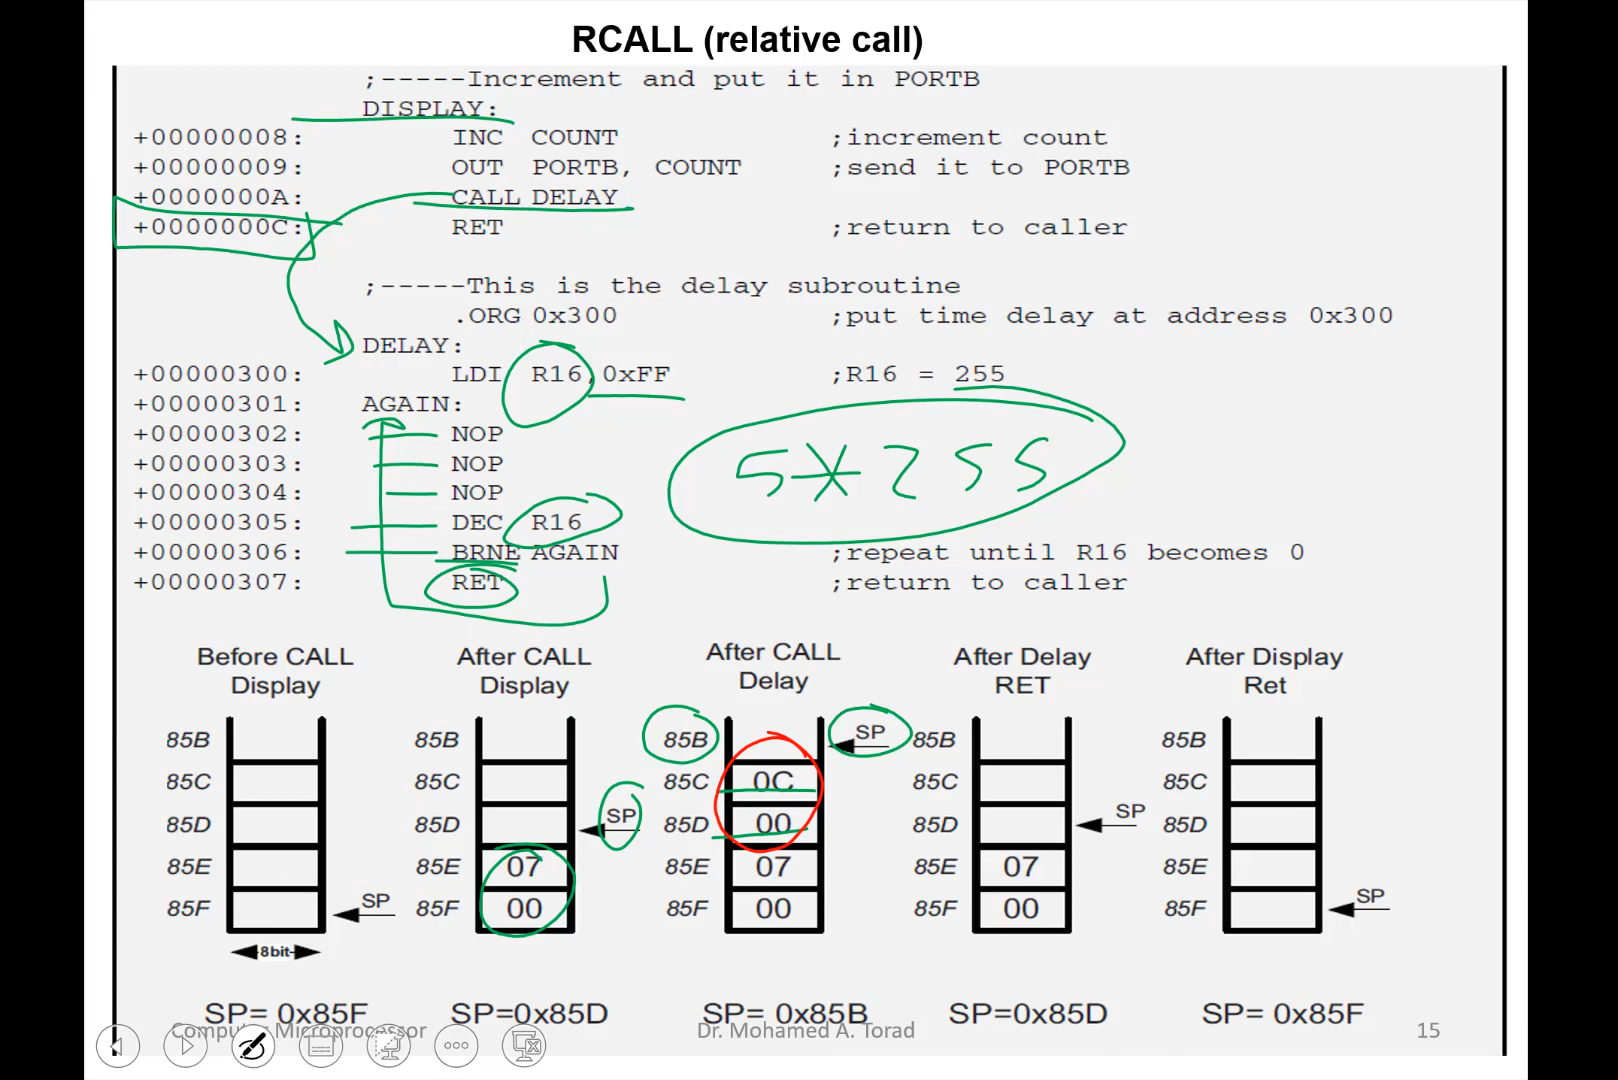 RCALL (relative call)
;-----Increment and put it in PORTB
DISPLAY:
+00000008: INC COUNT ;increment count
+00000009: OUT PORTB, COUNT ;send it to PORTB
+0000000A: CALL DELAY
+0000000C: RET ;return to caller
;-----This is the delay subroutine
.ORG 0x300 ;put time delay at address 0x300
DELAY:
+00000300: LDI R16,0xFF ;R16 = 255
+00000301: AGAIN:
+00000302: NOP
+00000303: NOP
+00000304: NOP
+00000305: DEC R16
+00000306: BRNE AGAIN ;repeat until R16 becomes 0
+00000307: RET ;return to caller
5*255
Before CALL Display
After CALL Display
After CALL Delay
After Delay RET
After Display Ret
85B 85B 85B SP 85B 85B
85C 85C 85C 0C 85C 85C
85D 85D SP 85D 00 85D SP 85D
85E 85E 07 85E 07 85E 07 85E
85F SP 85F 00 85F 00 85F 00 85F SP
8bit
SP= 0x85F SP=0x85D SP= 0x85B SP=0x85D SP= 0x85F
Computer Microprocessor Dr. Mohamed A. Torad 15